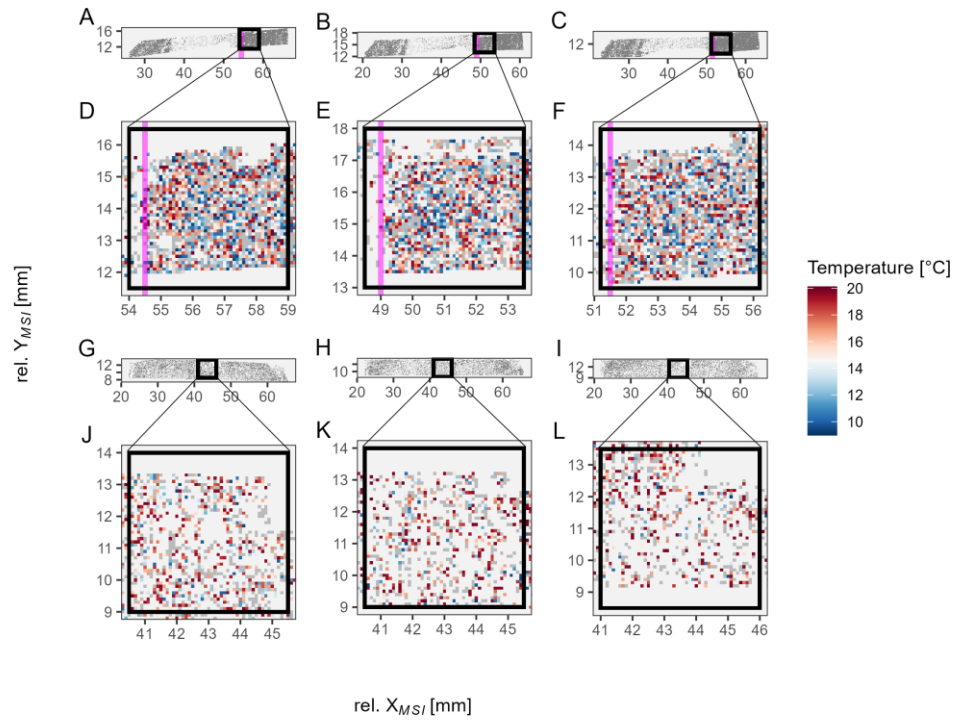 A B C
16 12
18 15 12
12
30 40 50 60
20 30 40 50 60
30 40 50 60
D E F
16 15 14 13 12
18 17 16 15 14 13
14 13 12 11 10
54 55 56 57 58 59
49 50 51 52 53
51 52 53 54 55 56
rel. Y MSI [mm]
Temperature [°C]
20
18
16
14
12
10
G H I
12 8
10
12 9
20 30 40 50 60
20 30 40 50 60
20 30 40 50 60
J K L
14 13 12 11 10 9
14 13 12 11 10 9
13 12 11 10 9
41 42 43 44 45
41 42 43 44 45
41 42 43 44 45 46
rel. X MSI [mm]